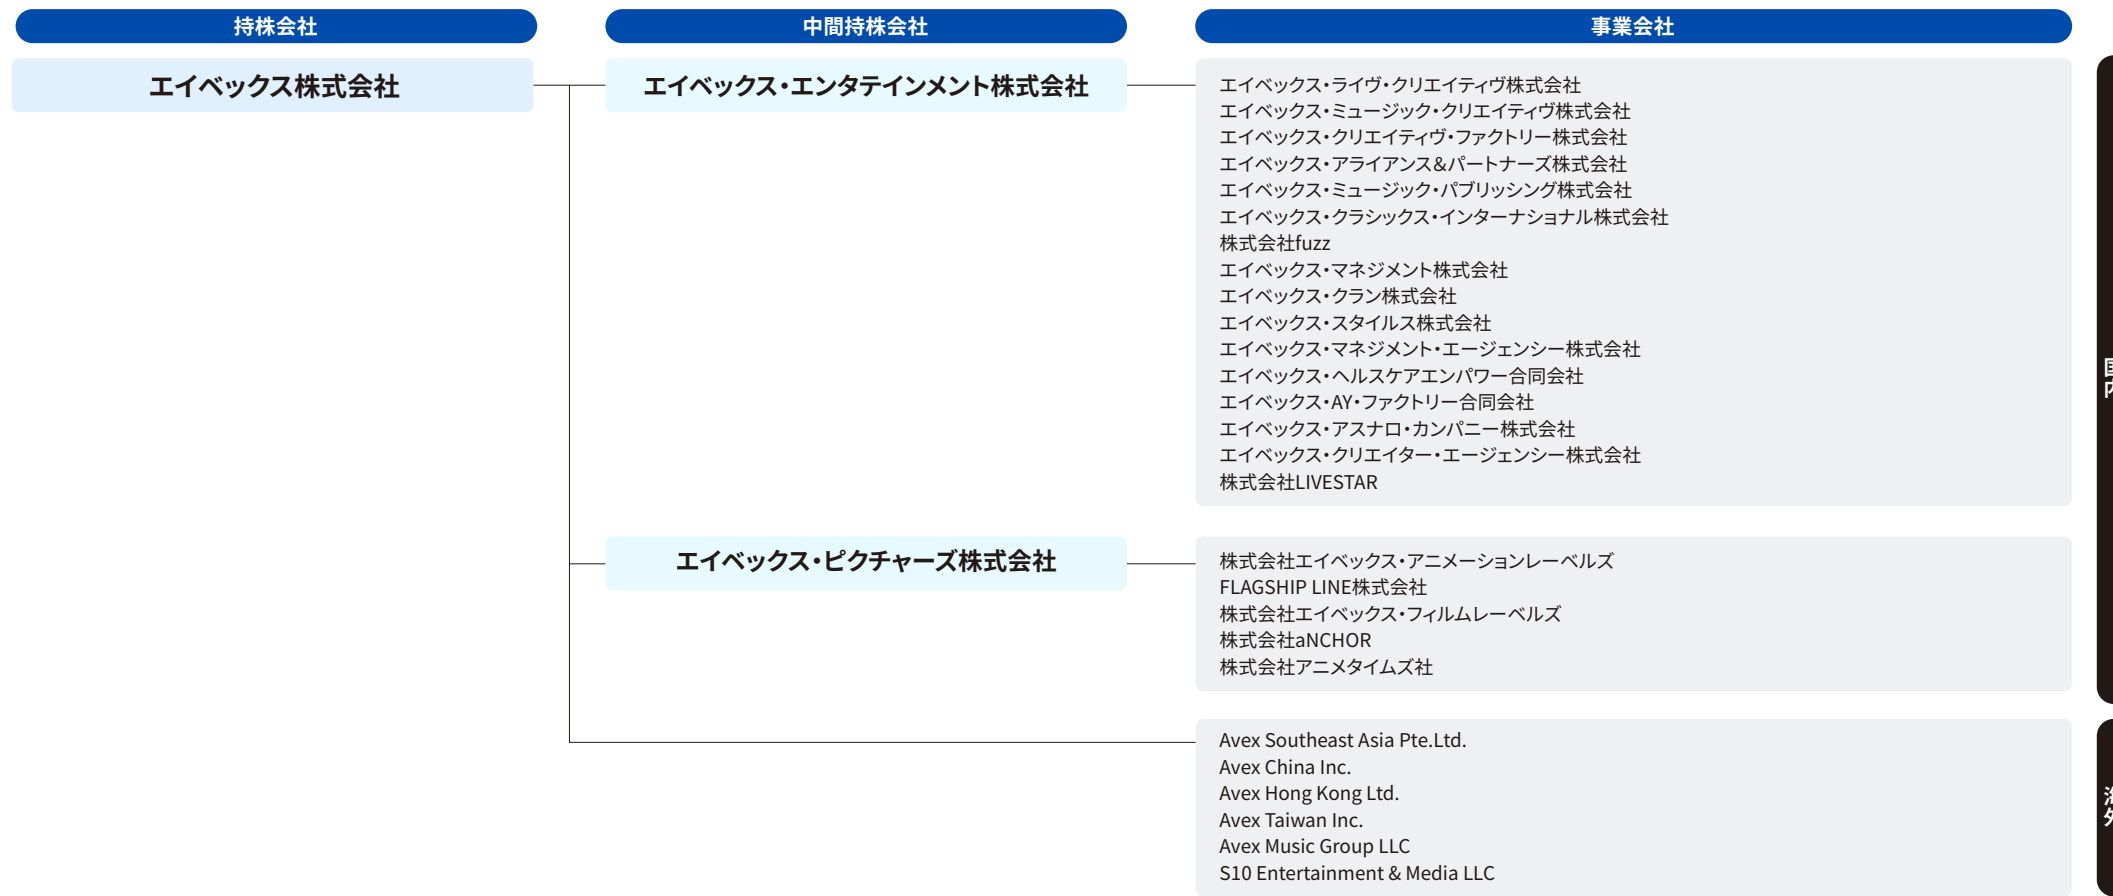 持株会社
中間持株会社
事業会社
エイベックス株式会社
エイベックス・エンタテインメント株式会社
エイベックス・ライヴ・クリエイティヴ株式会社
エイベックス・ミュージック・クリエイティヴ株式会社
エイベックス・クリエイティヴ・ファクトリー株式会社
エイベックス・アライアンス&パートナーズ株式会社
エイベックス・ミュージック・パブリッシング株式会社
エイベックス・クラシックス・インターナショナル株式会社
株式会社fuzz
エイベックス・マネジメント株式会社
エイベックス・クラン株式会社
エイベックス・スタイルス株式会社
エイベックス・マネジメント・エージェンシー株式会社
エイベックス・ヘルスケアエンパワー合同会社
エイベックス・AY・ファクトリー合同会社
エイベックス・アスナロ・カンパニー株式会社
エイベックス・クリエイター・エージェンシー株式会社
株式会社LIVESTAR
エイベックス・ピクチャーズ株式会社
株式会社エイベックス・アニメーションレーベルズ
FLAGSHIP LINE株式会社
株式会社エイベックス・フィルムレーベルズ
株式会社aNCHOR
株式会社アニメタイムズ社
Avex Southeast Asia Pte.Ltd.
Avex China Inc.
Avex Hong Kong Ltd.
Avex Taiwan Inc.
Avex Music Group LLC
S10 Entertainment & Media LLC
国内
海外